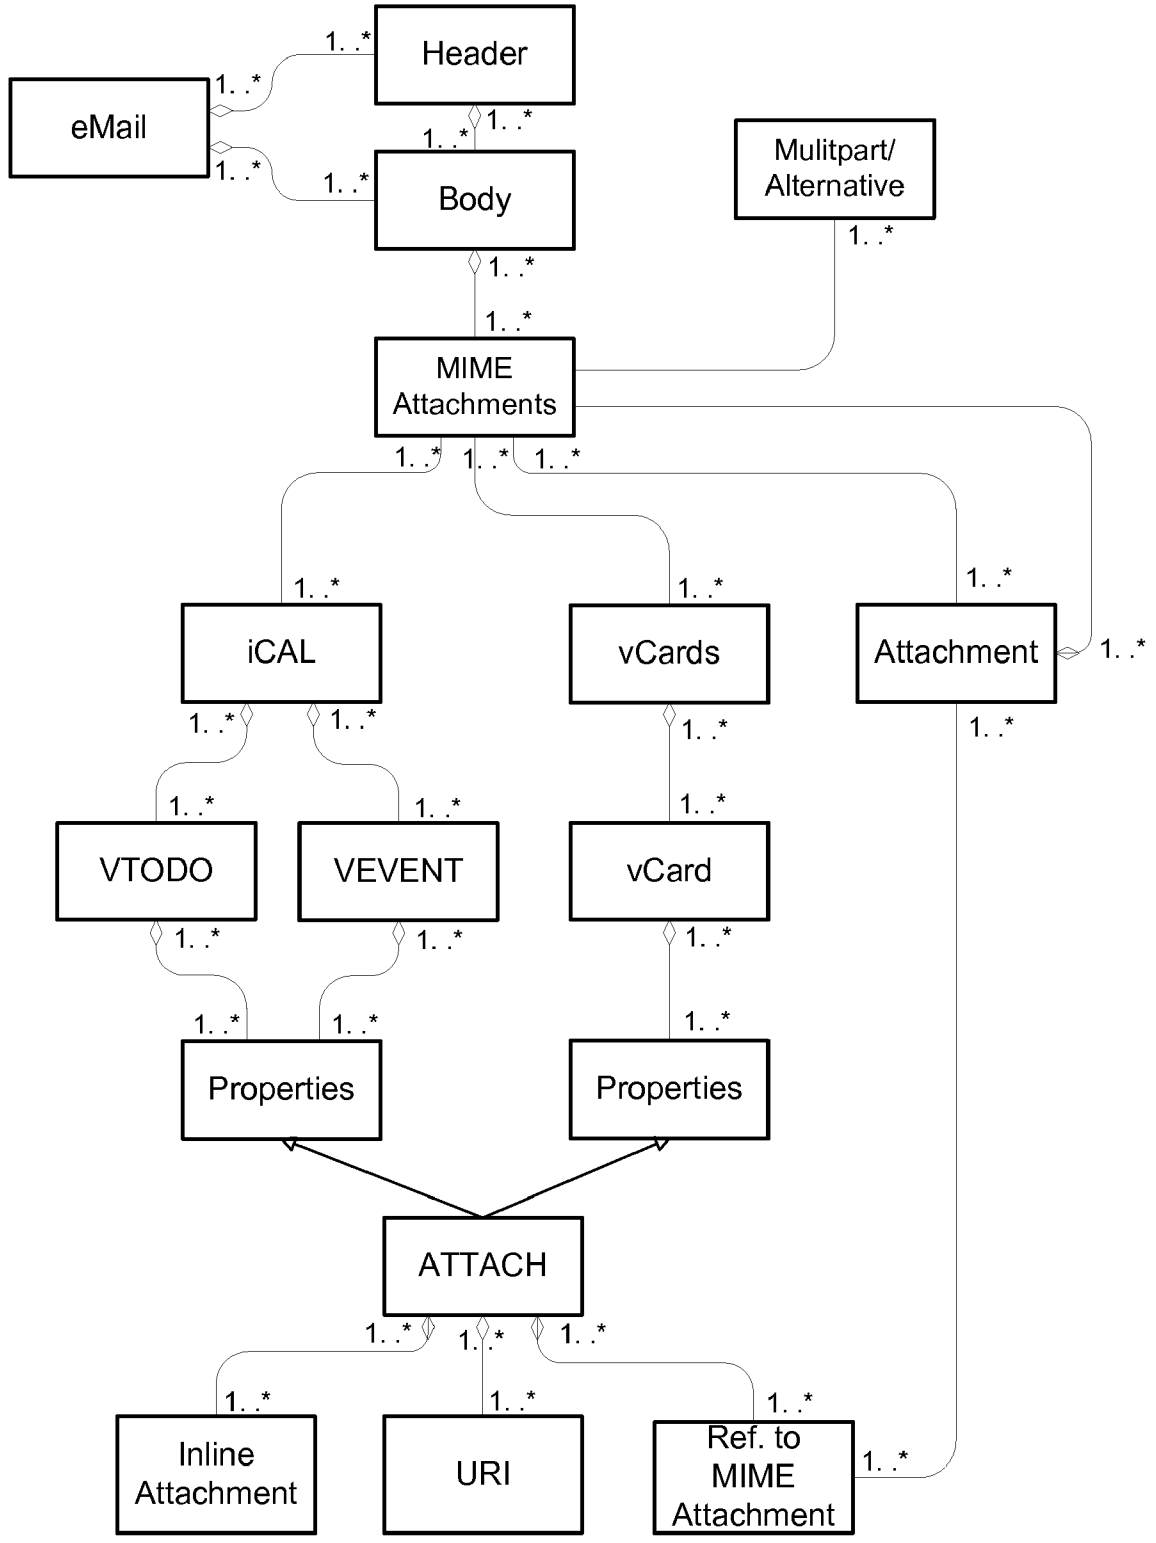 1. .*
Header
1. .*
eMail
1. .*
1. .*
1. .*
1. .*
Body
Mulitpart/
Alternative
1. .*
1. .*
1. .*
MIME
Attachments
1. .*
1. .*
1. .*
1. .*
1. .*
1. .*
iCAL
vCards
Attachment
1. .*
1. .*
1. .*
1. .*
1. .*
1. .*
1. .*
1. .*
VTODO
VEVENT
vCard
1. .*
1. .*
1. .*
1. .*
1. .*
1. .*
Properties
Properties
ATTACH
1. .*
1. .*
1. .*
1. .*
1. .*
1. .*
Inline
Attachment
URI
Ref. to
MIME
Attachment
1. .*